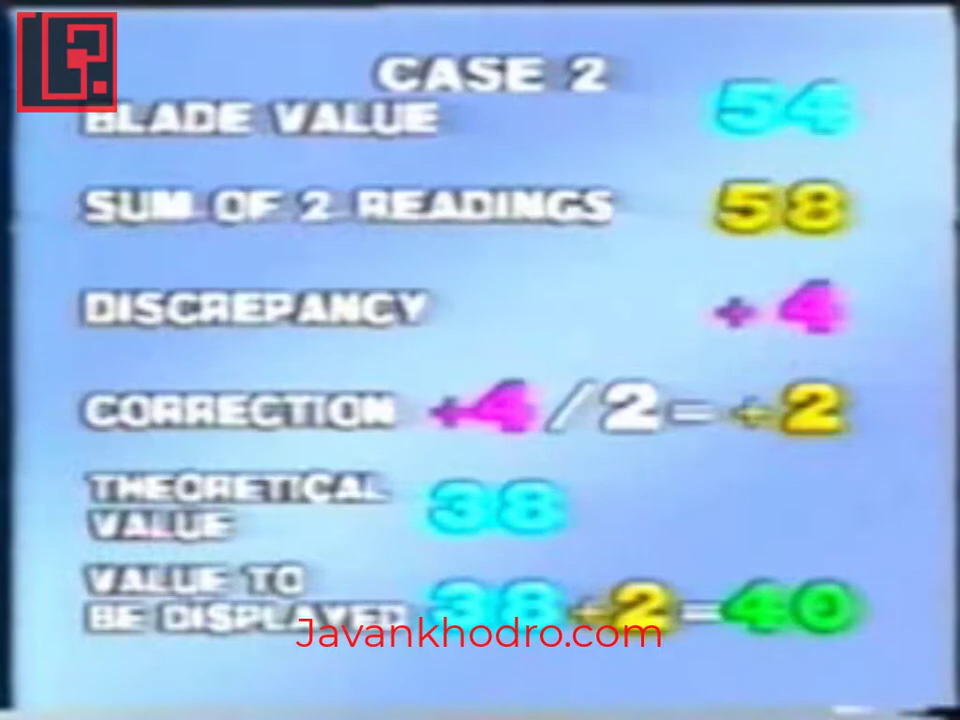 CASE 2
BLADE VALUE 54
SUM OF 2 READINGS 58
DISCREPANCY +4
CORRECTION +4/2=+2
THEORETICAL VALUE 38
VALUE TO BE DISPLAYED 38+2=40
Javankhodro.com